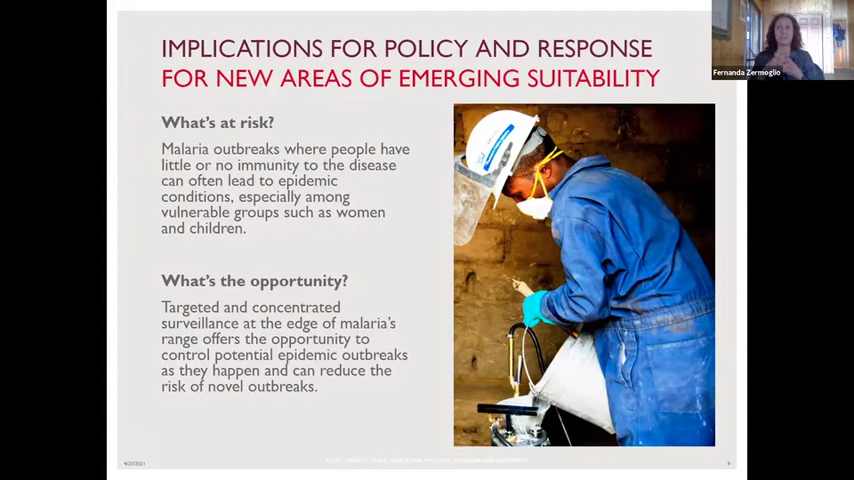 IMPLICATIONS FOR POLICY AND RESPONSE
FOR NEW AREAS OF EMERGING SUITABILITY
Fernanda Zermoglio
What's at risk?
Malaria outbreaks where people have
little or no immunity to the disease
can often lead to epidemic
conditions, especially among
vulnerable groups such as women
and children.
What's the opportunity?
Targeted and concentrated
surveillance at the edge of malaria's
range offers the opportunity to
control potential epidemic outbreaks
as they happen and can reduce the
risk of novel outbreaks.
4/23/2021